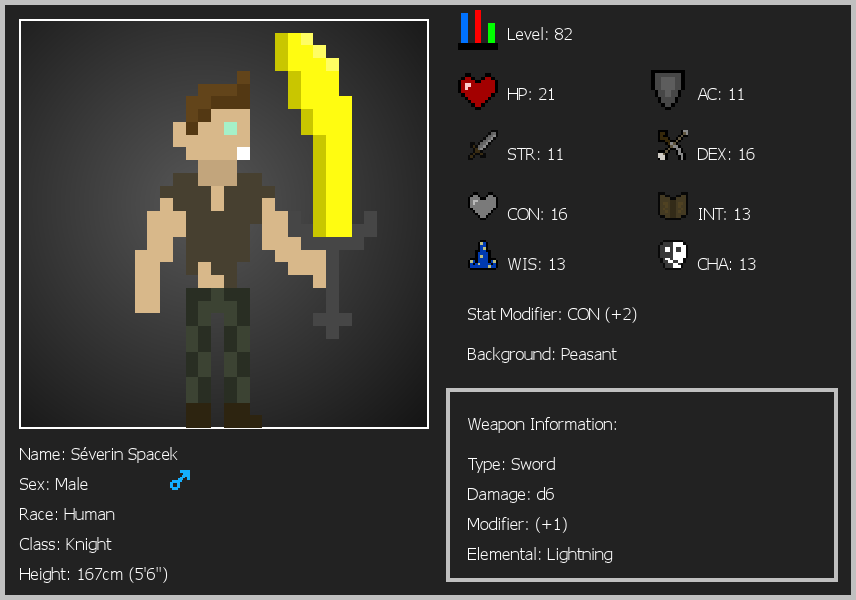 Level: 82
HP: 21
AC: 11
STR: 11
DEX: 16
CON: 16
INT: 13
WIS: 13
CHA: 13
Stat Modifier: CON (+2)
Background: Peasant
Weapon Information:
Type: Sword
Damage: d6
Modifier: (+1)
Elemental: Lightning
Name: Séverin Spacek
Sex: Male
Race: Human
Class: Knight
Height: 167cm (5'6")